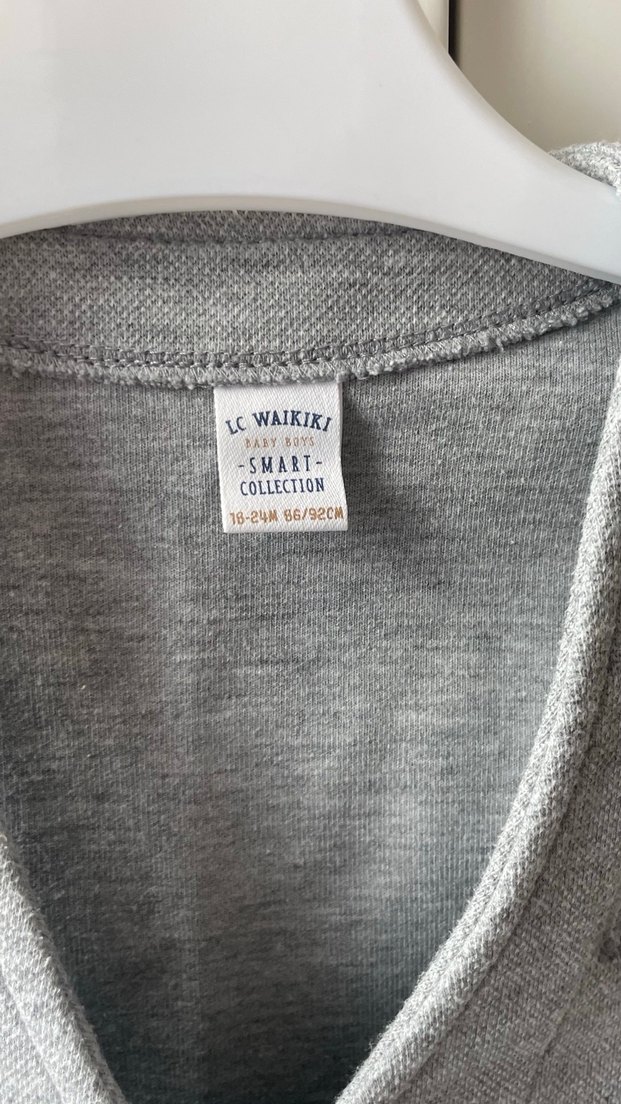 LC WAIKIKI
BABY BOYS
-SMART-
COLLECTION
18-24M 86/92CM